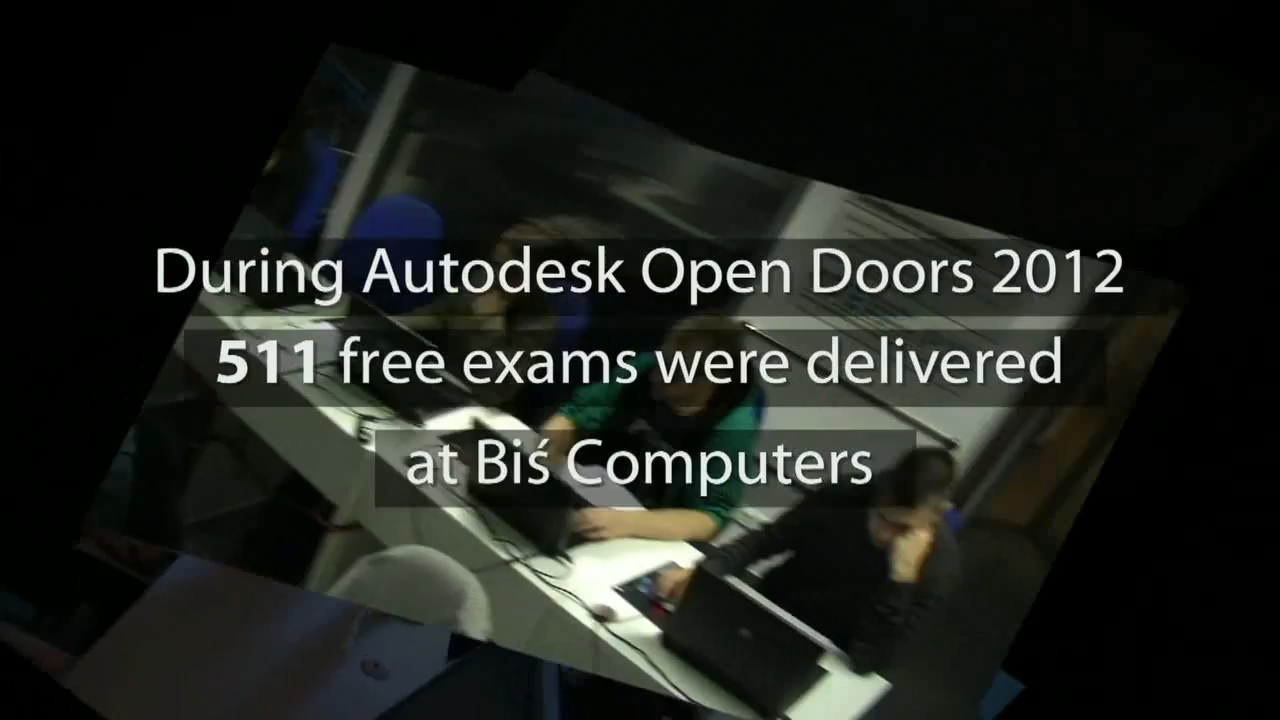 During Autodesk Open Doors 2012
511 free exams were delivered
at Biś Computers